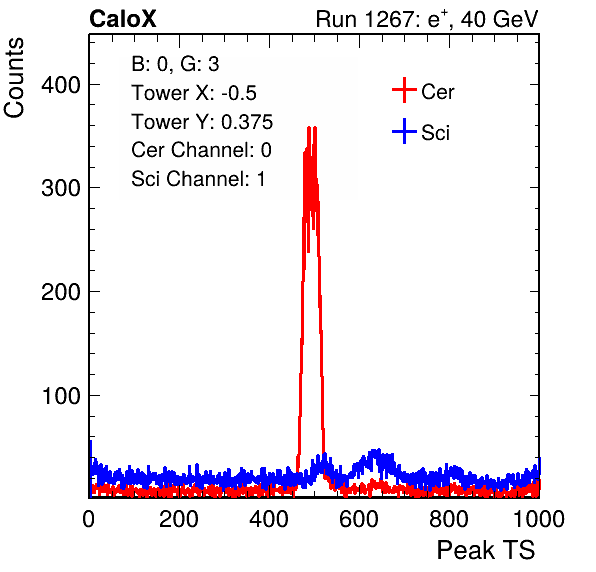 CaloX Run 1267: e⁺, 40 GeV
Counts
B: 0, G: 3
Tower X: -0.5
Tower Y: 0.375
Cer Channel: 0
Sci Channel: 1
Cer
Sci
400
300
200
100
0 200 400 600 800 1000
Peak TS